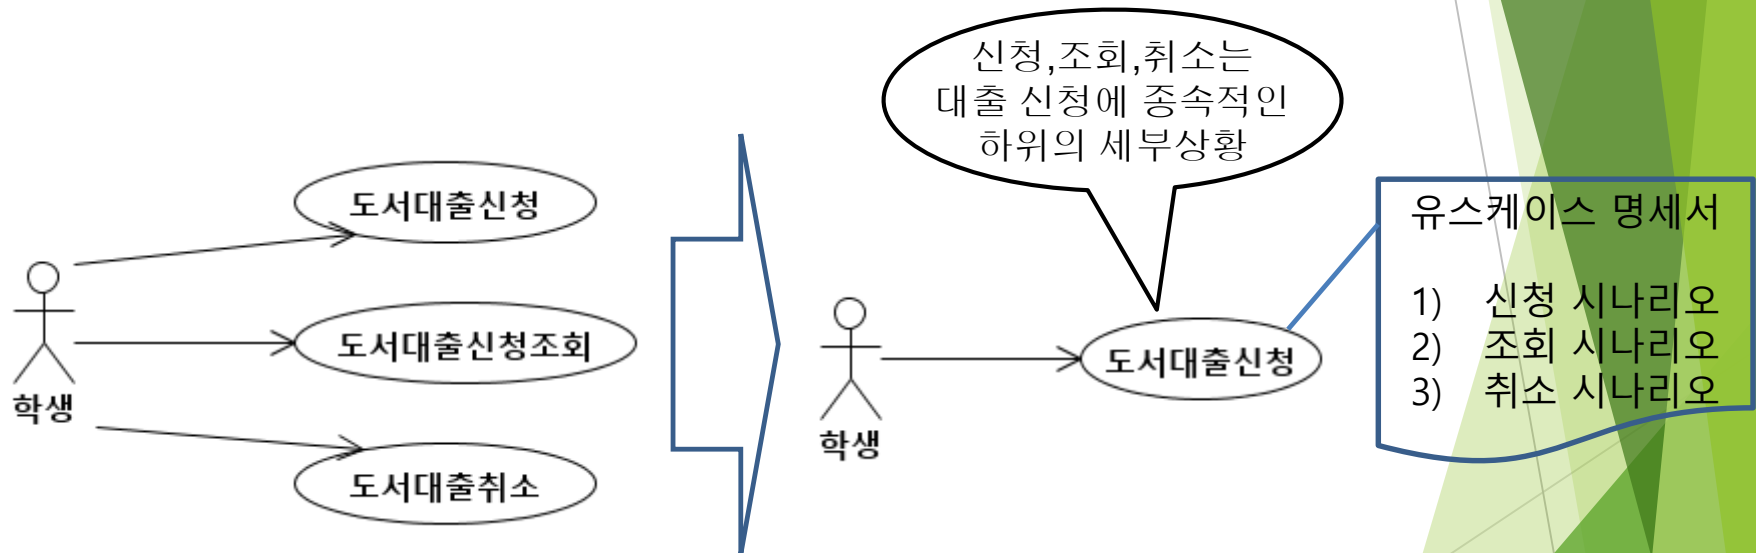 도서대출신청
도서대출신청조회
도서대출취소
학생
신청,조회,취소는
대출 신청에 종속적인
하위의 세부상황
도서대출신청
학생
유스케이스 명세서
1) 신청 시나리오
2) 조회 시나리오
3) 취소 시나리오